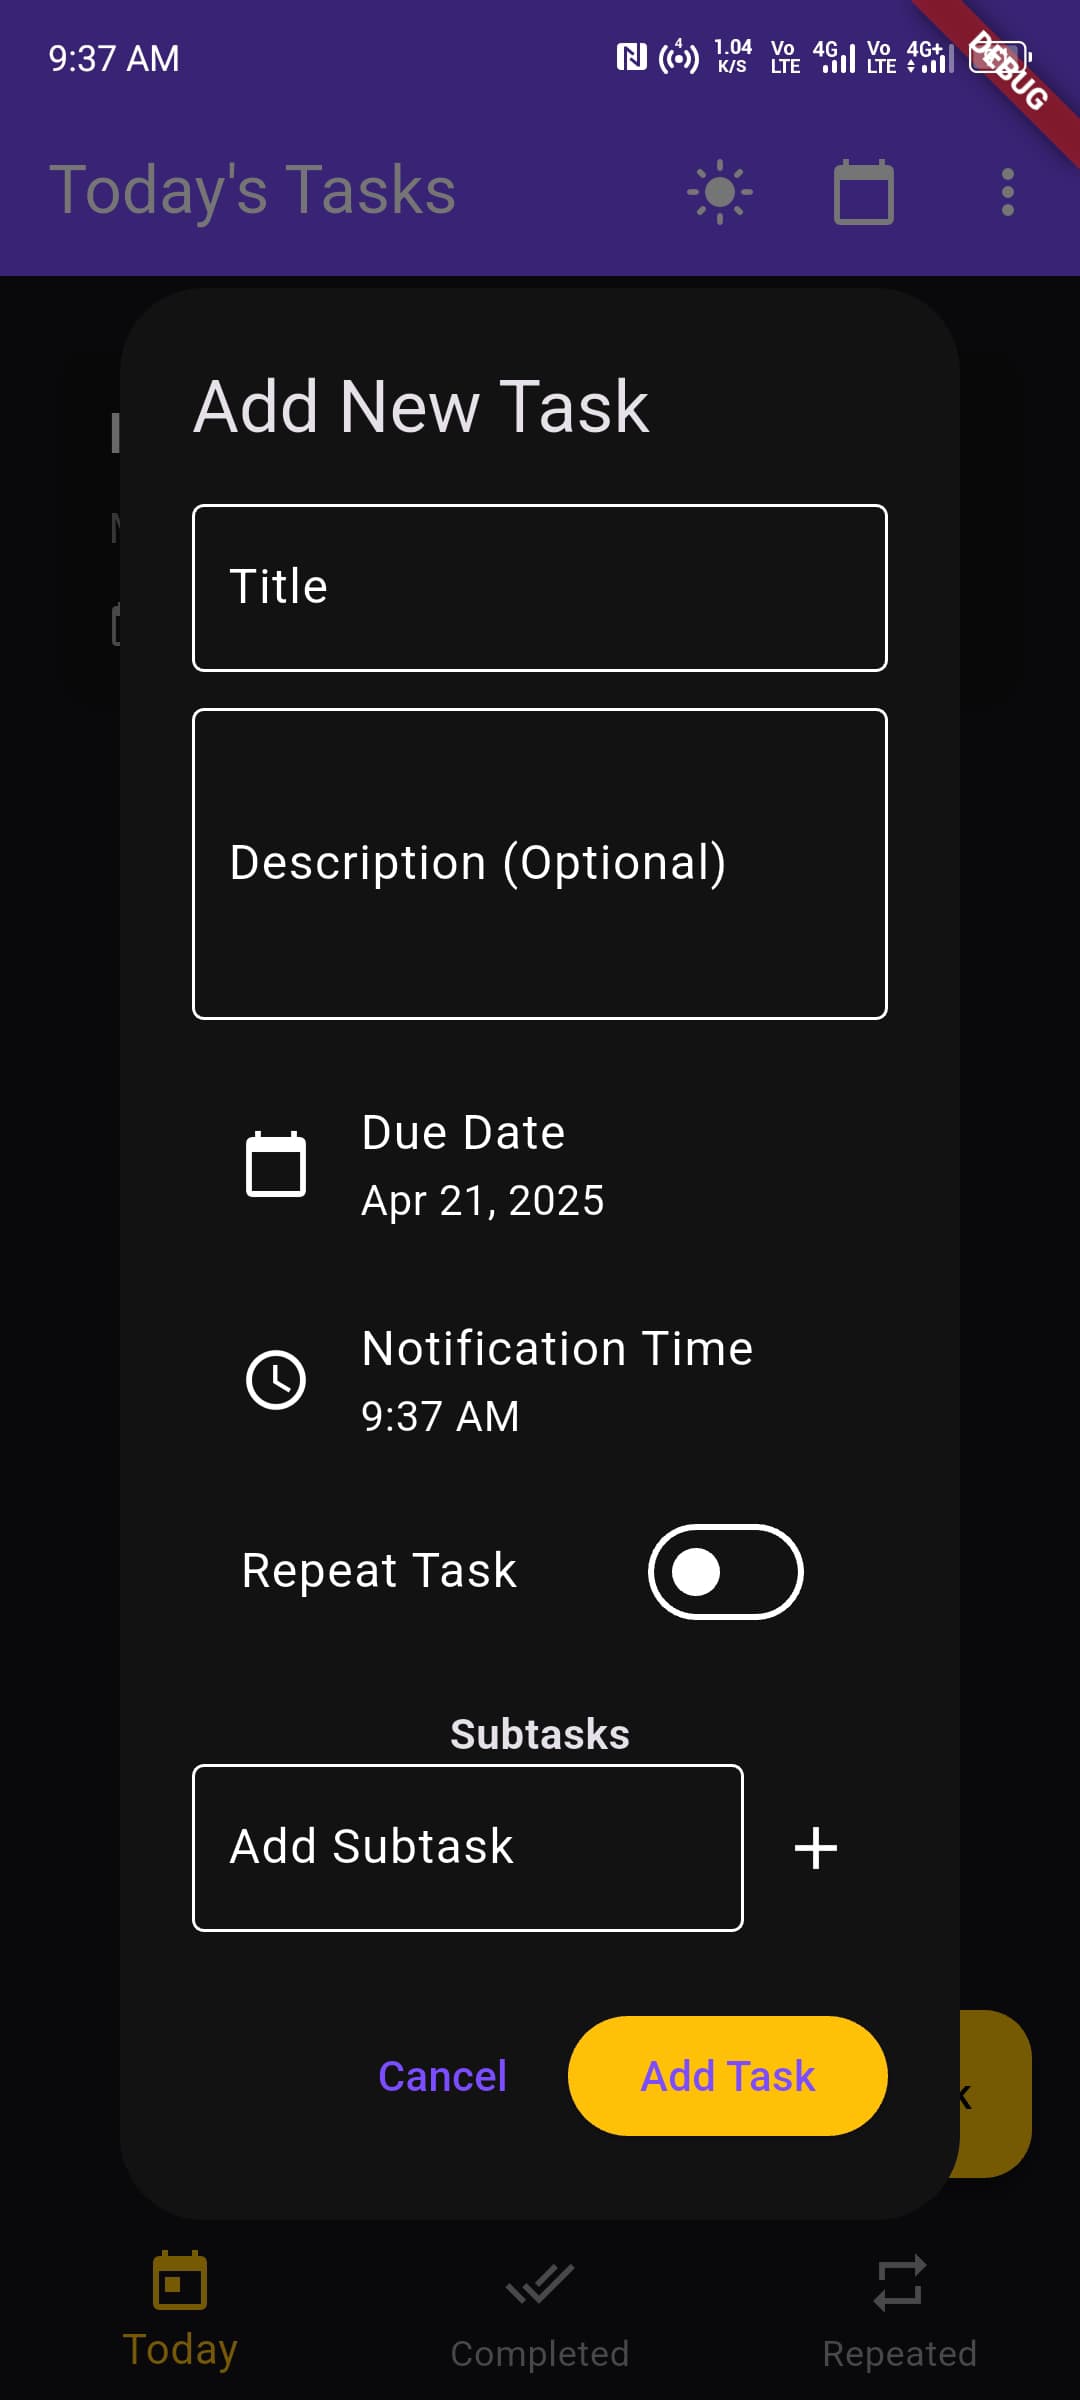 9:37 AM
4
1.04 K/S
Vo LTE 4G
Vo LTE 4G+
DEBUG
Today's Tasks
Add New Task
Title
Description (Optional)
Due Date
Apr 21, 2025
Notification Time
9:37 AM
Repeat Task
Subtasks
Add Subtask
Cancel
Add Task
k
Today
Completed
Repeated